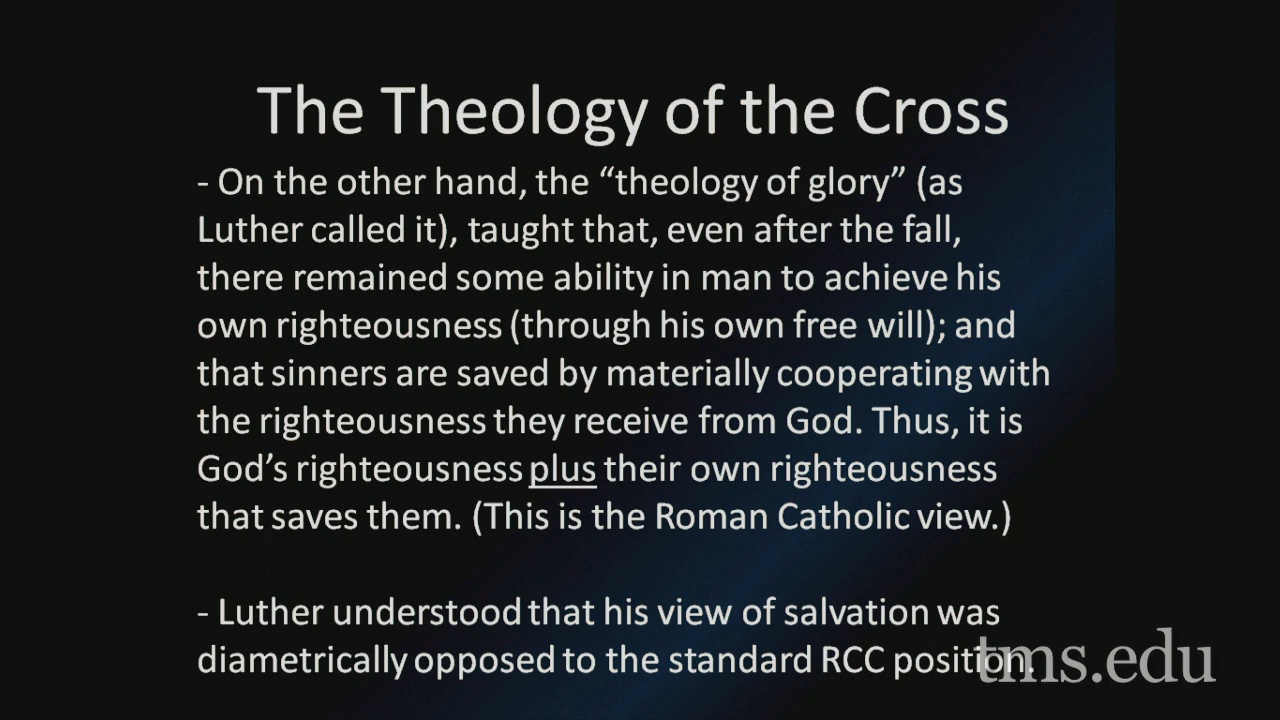 The Theology of the Cross
- On the other hand, the “theology of glory” (as
Luther called it), taught that, even after the fall,
there remained some ability in man to achieve his
own righteousness (through his own free will); and
that sinners are saved by materially cooperating with
the righteousness they receive from God. Thus, it is
God’s righteousness plus their own righteousness
that saves them. (This is the Roman Catholic view.)
- Luther understood that his view of salvation was
diametrically opposed to the standard RCC position.
tms.edu